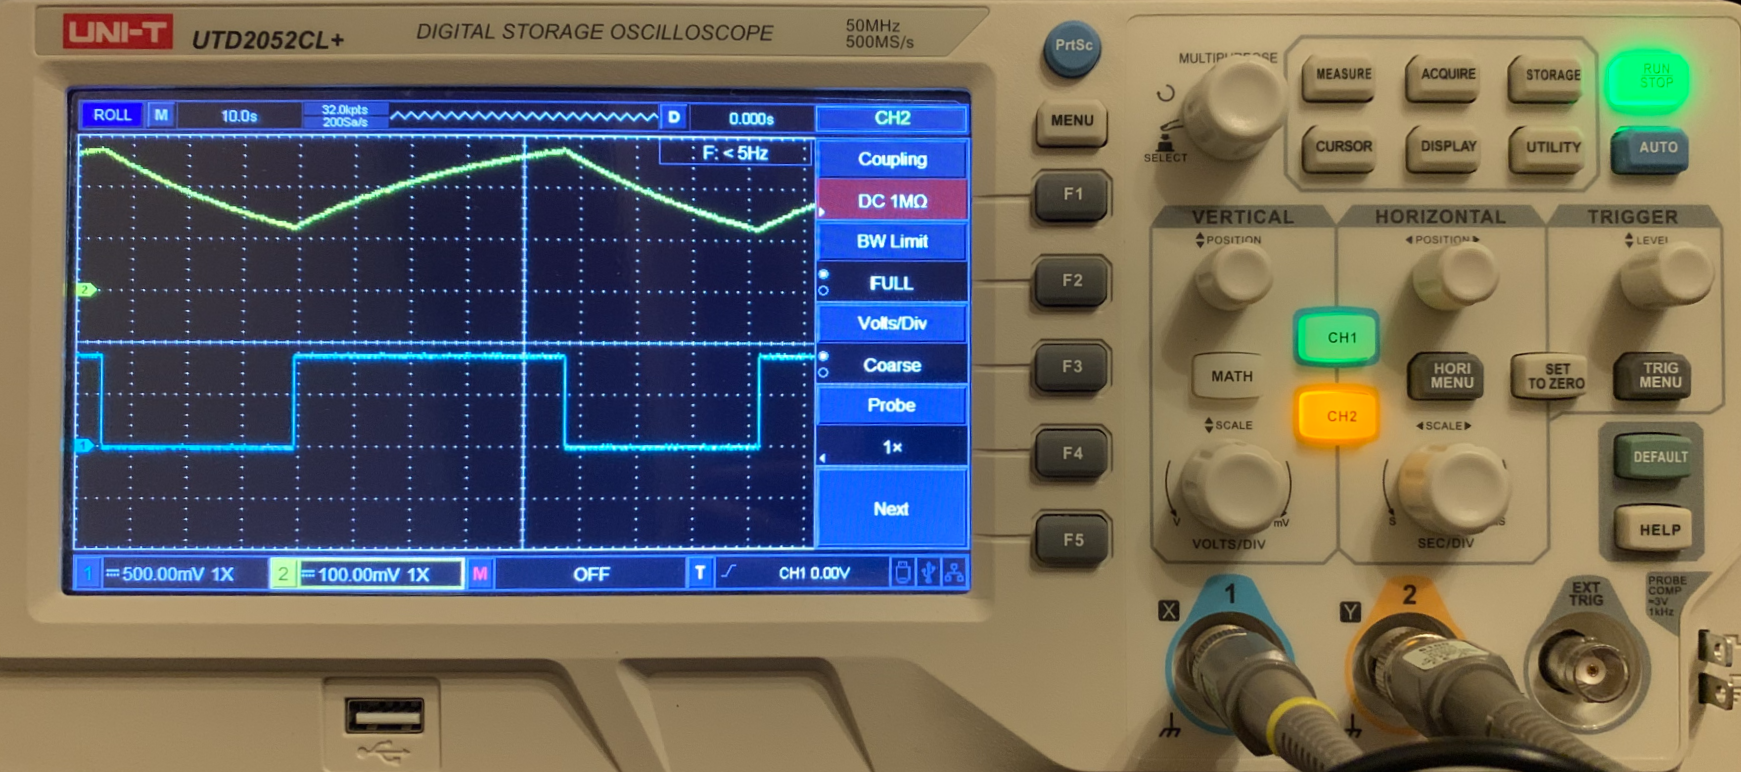 UNI-T UTD2052CL+ DIGITAL STORAGE OSCILLOSCOPE 50MHz
500MS/s
ROLL M 10.0s 32.0kpts
200Sa/s
D 0.000s CH2
F: < 5Hz
Coupling
DC 1MΩ
BW Limit
FULL
Volts/Div
Coarse
Probe
1×
Next
2
1
1 500.00mV 1X 2 100.00mV 1X M OFF T CH1 0.00V
PrtSc
MENU
F1
F2
F3
F4
F5
MULTIPURPOSE
SELECT
MEASURE ACQUIRE STORAGE
CURSOR DISPLAY UTILITY
RUN
STOP
AUTO
VERTICAL
POSITION
MATH
SCALE
V mV
VOLTS/DIV
CH1
CH2
HORIZONTAL
POSITION
HORI
MENU
SET
TO ZERO
SCALE
S
SEC/DIV
TRIGGER
LEVEL
TRIG
MENU
DEFAULT
HELP
X 1
Y 2
EXT
TRIG
PROBE
COMP
≈3V
1kHz